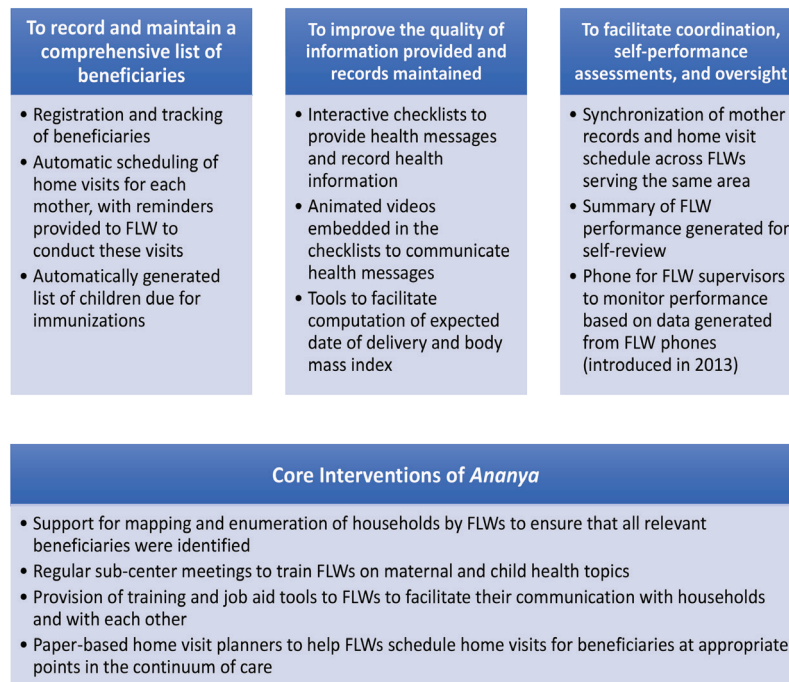 To record and maintain a
comprehensive list of
beneficiaries
• Registration and tracking
of beneficiaries
• Automatic scheduling of
home visits for each
mother, with reminders
provided to FLW to
conduct these visits
• Automatically generated
list of children due for
immunizations
To improve the quality of
information provided and
records maintained
• Interactive checklists to
provide health messages
and record health
information
• Animated videos
embedded in the
checklists to communicate
health messages
• Tools to facilitate
computation of expected
date of delivery and body
mass index
To facilitate coordination,
self-performance
assessments, and oversight
• Synchronization of mother
records and home visit
schedule across FLWs
serving the same area
• Summary of FLW
performance generated for
self-review
• Phone for FLW supervisors
to monitor performance
based on data generated
from FLW phones
(introduced in 2013)
Core Interventions of Ananya
• Support for mapping and enumeration of households by FLWs to ensure that all relevant
beneficiaries were identified
• Regular sub-center meetings to train FLWs on maternal and child health topics
• Provision of training and job aid tools to FLWs to facilitate their communication with households
and with each other
• Paper-based home visit planners to help FLWs schedule home visits for beneficiaries at appropriate
points in the continuum of care